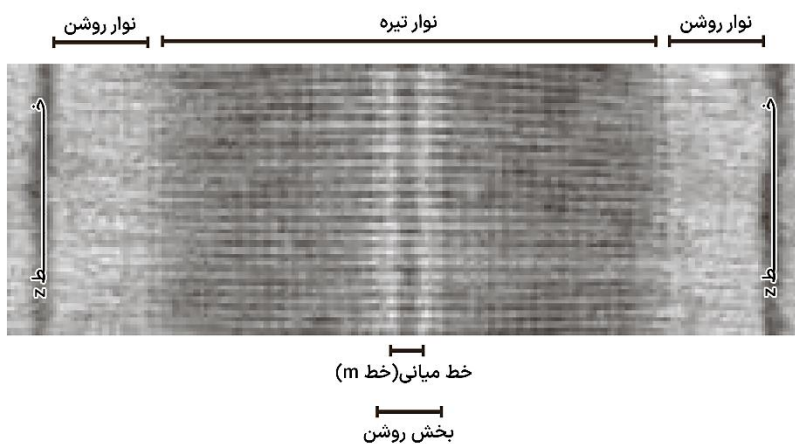 نوار روشن
نوار تیره
نوار روشن
خط Z
خط Z
خط میانی(خط m)
بخش روشن